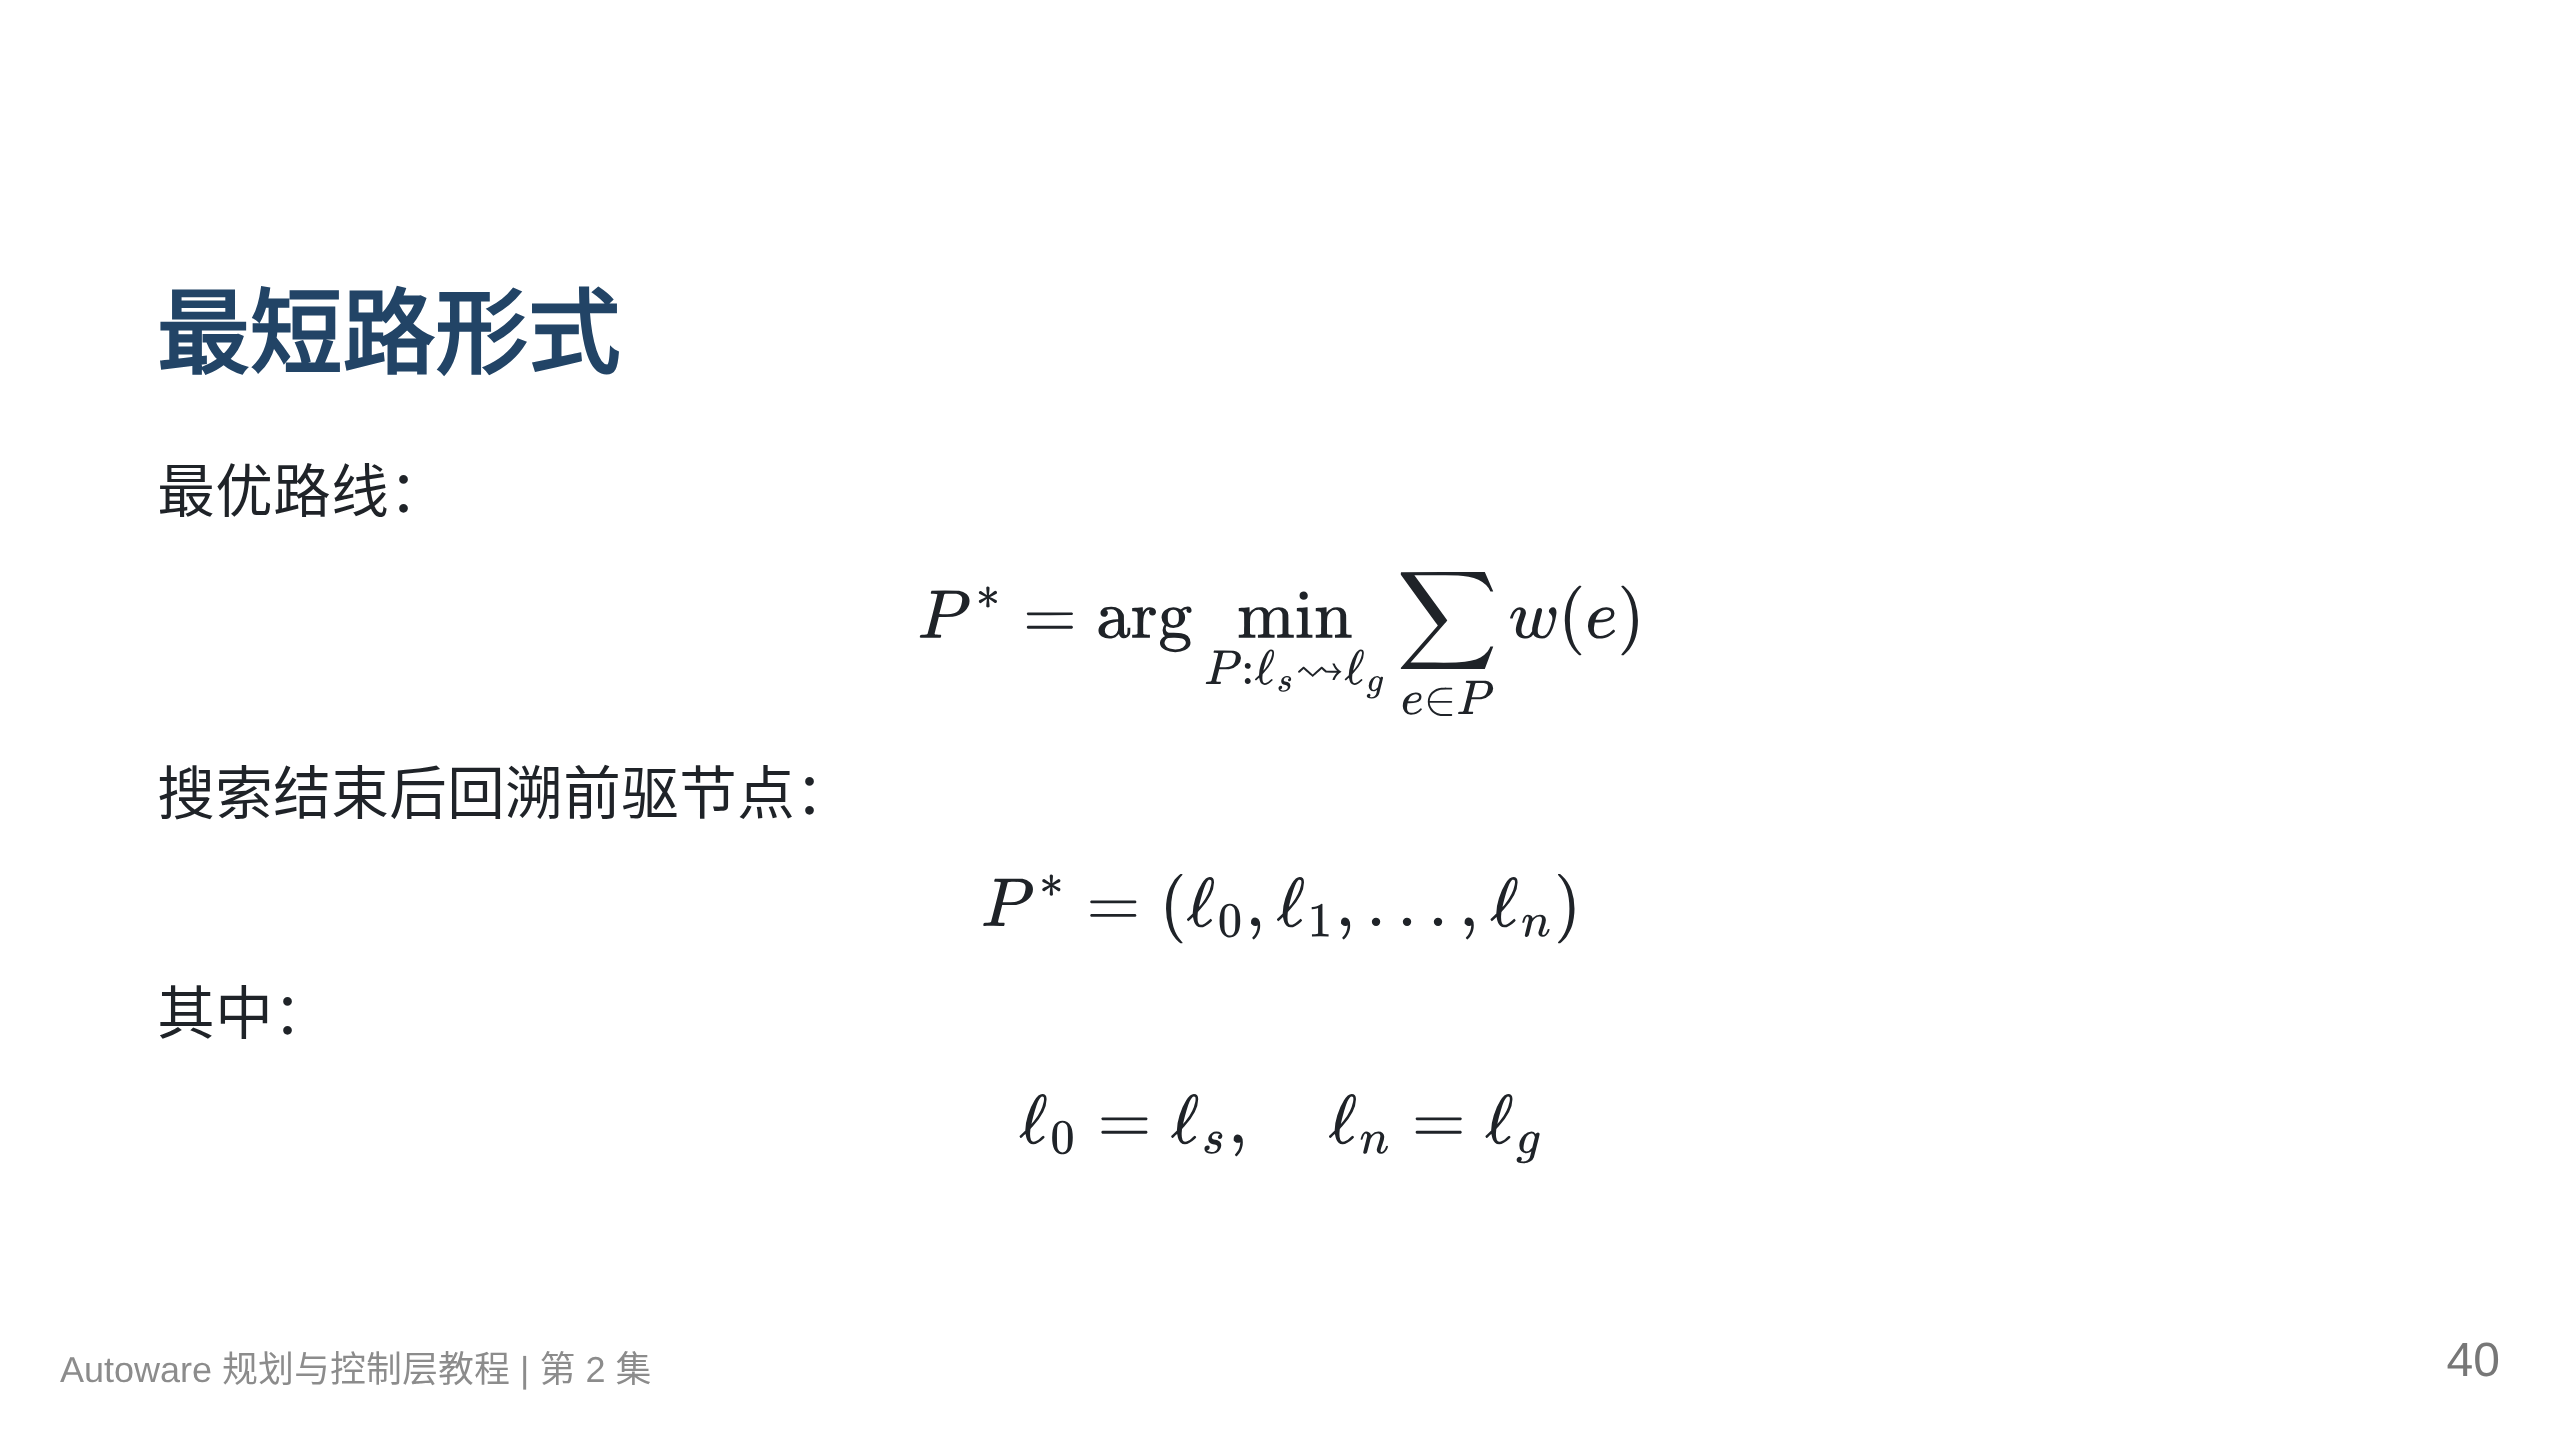 最短路形式
最优路线：
$P^* = \arg\min_{P:\ell_s \rightsquigarrow \ell_g} \sum_{e \in P} w(e)$
搜索结束后回溯前驱节点：
$P^* = (\ell_0, \ell_1, \ldots, \ell_n)$
其中：
$\ell_0 = \ell_s, \quad \ell_n = \ell_g$
Autoware 规划与控制层教程 | 第 2 集
40